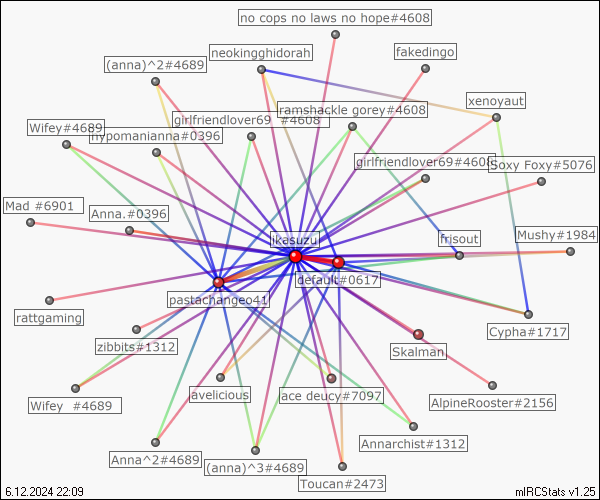 no cops no laws no hope#4608
neokingghidorah
fakedingo
(anna)^2#4689
xenoyaut
ramshackle gorey#4608
girlfriendlover69 #4608
Wifey#4689
hypomanianna#0396
girlfriendlover69#4608
Soxy Foxy#5076
Mad #6901
Anna.#0396
jikasuzu
frisout
Mushy#1984
default#0617
pastachangeo41
rattgaming
Cypha#1717
zibbits#1312
Skalman
avelicious
ace deucy#7097
AlpineRooster#2156
Wifey #4689
Annarchist#1312
Anna^2#4689
(anna)^3#4689
Toucan#2473
6.12.2024 22:09
mIRCStats v1.25